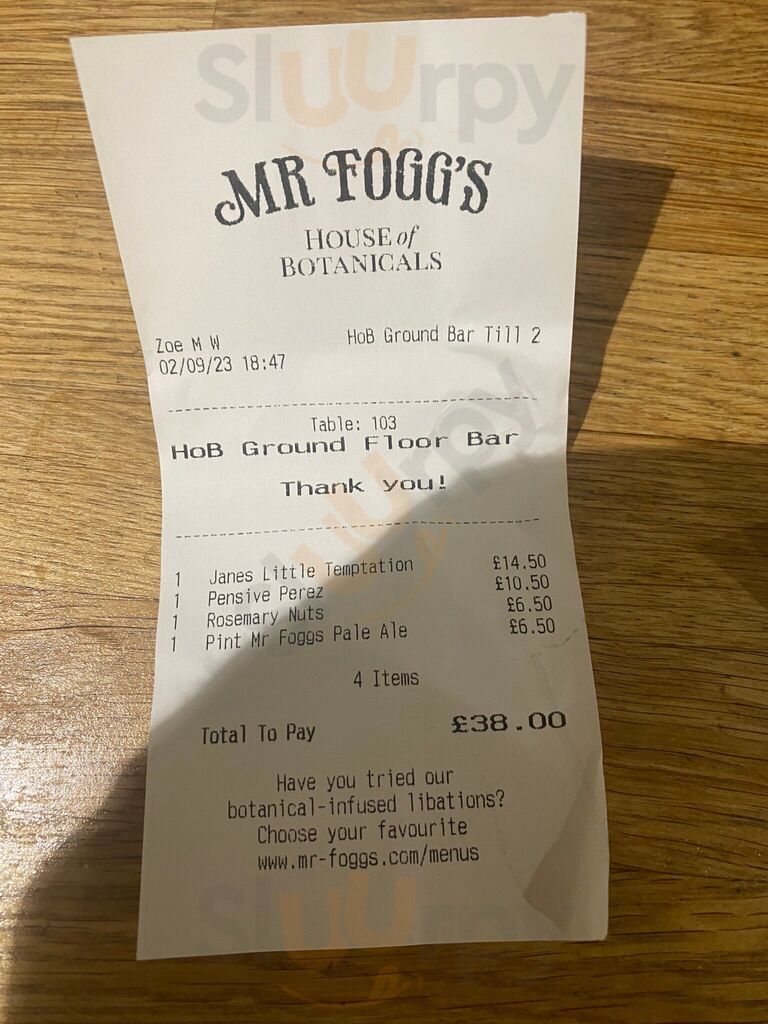 Sluurpy
MR FOGG'S
HOUSE of
BOTANICALS
Zoe M W HoB Ground Bar Till 2
02/09/23 18:47
Table: 103
HoB Ground Floor Bar
Thank you!
1 Janes Little Temptation £14.50
1 Pensive Perez £10.50
1 Rosemary Nuts £6.50
1 Pint Mr Foggs Pale Ale £6.50
4 Items
Total To Pay £38.00
Have you tried our
botanical-infused libations?
Choose your favourite
www.mr-foggs.com/menus
Sluurpy